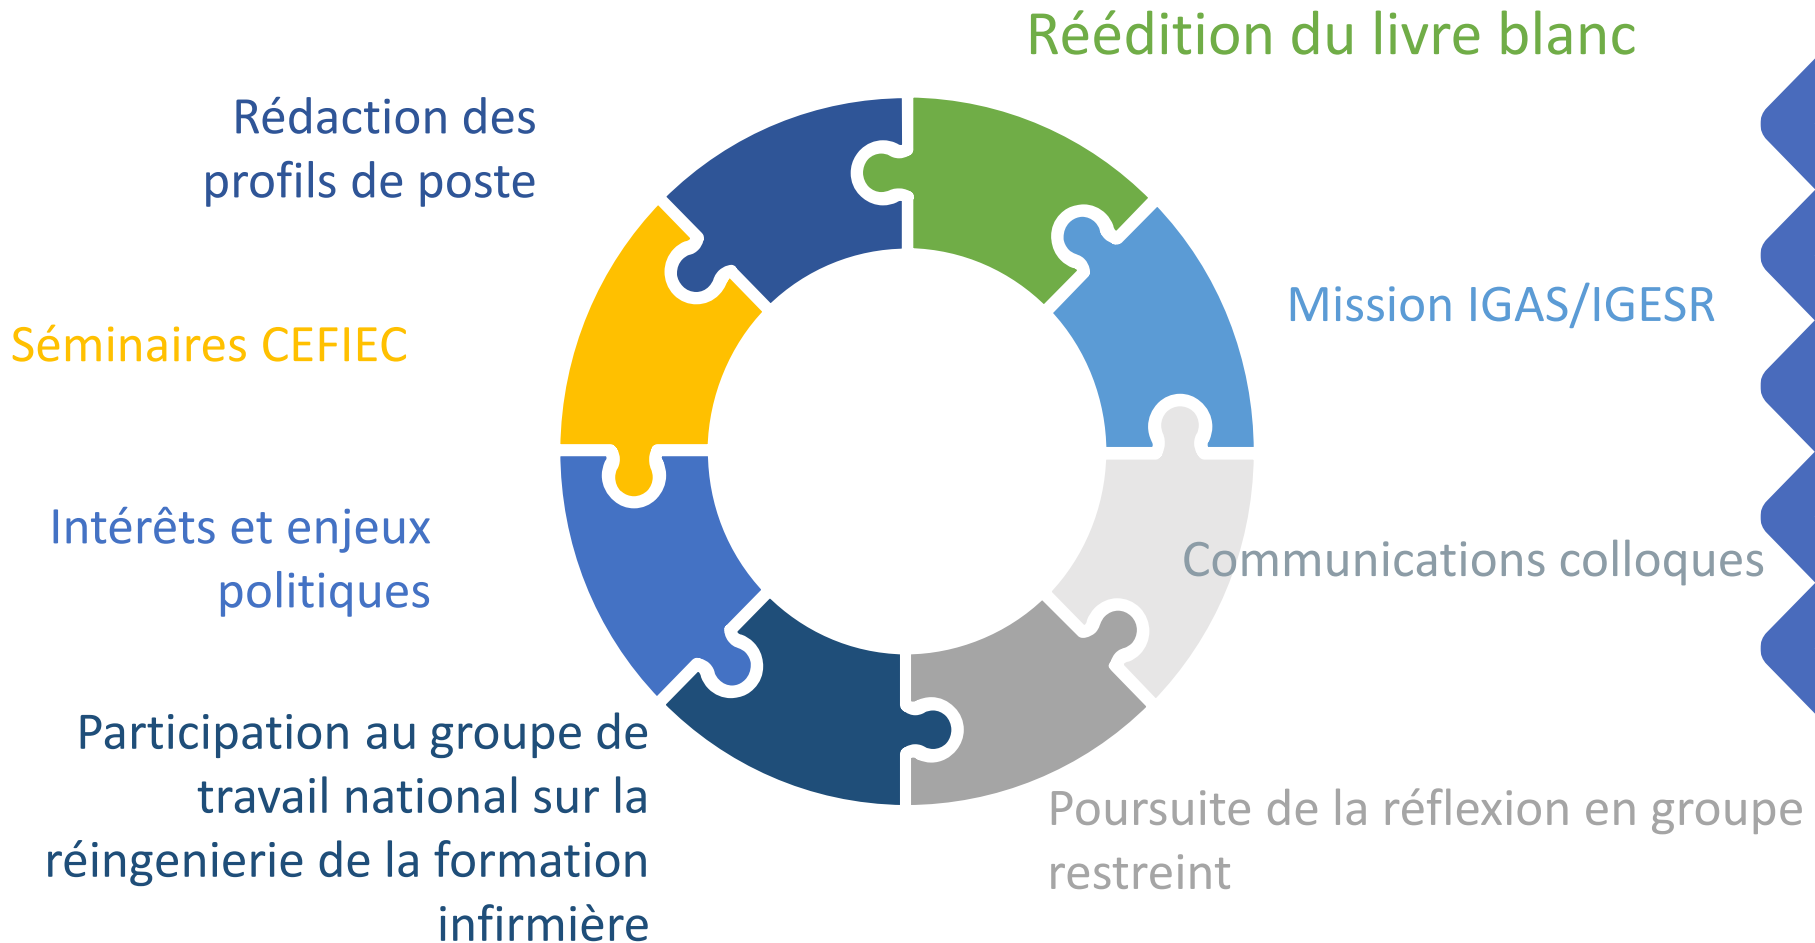 Réédition du livre blanc
Rédaction des
profils de poste
Mission IGAS/IGESR
Séminaires CEFIEC
Intérêts et enjeux
politiques
Communications colloques
Participation au groupe de
travail national sur la
réingenierie de la formation
infirmière
Poursuite de la réflexion en groupe
restreint